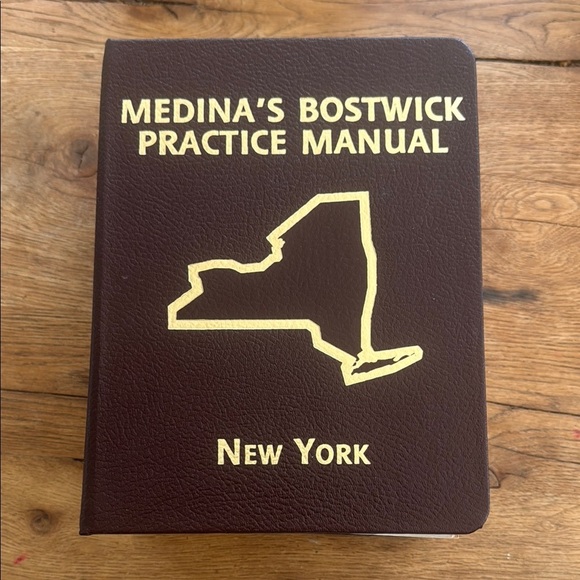 MEDINA'S BOSTWICK
PRACTICE MANUAL
NEW YORK